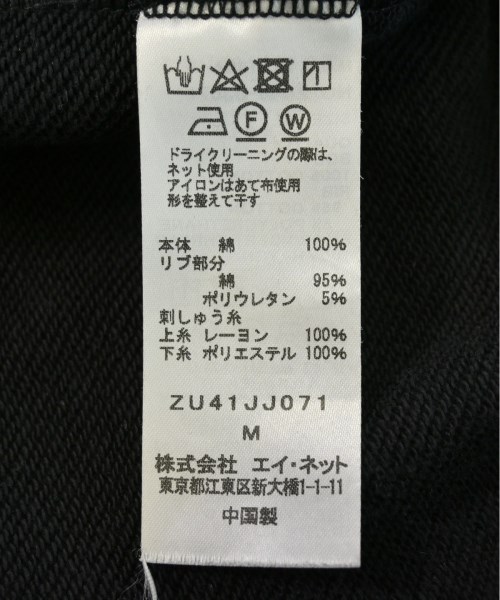 F W
ドライクリーニングの際は、
ネット使用
アイロンはあて布使用
形を整えて干す
本体 綿 100%
リブ部分
綿 95%
ポリウレタン 5%
刺しゅう糸
上糸 レーヨン 100%
下糸 ポリエステル 100%
ZU41JJ071
M
株式会社 エイ・ネット
東京都江東区新大橋1-1-11
中国製